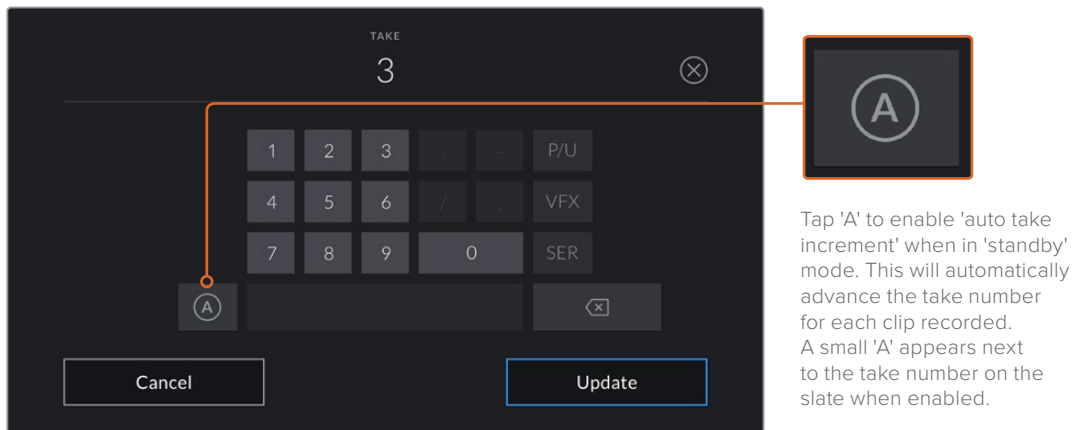 TAKE
3
1 2 3 . - P/U
4 5 6 / , VFX
7 8 9 0 SER
A
Cancel Update
A
Tap 'A' to enable 'auto take
increment' when in 'standby'
mode. This will automatically
advance the take number
for each clip recorded.
A small 'A' appears next
to the take number on the
slate when enabled.